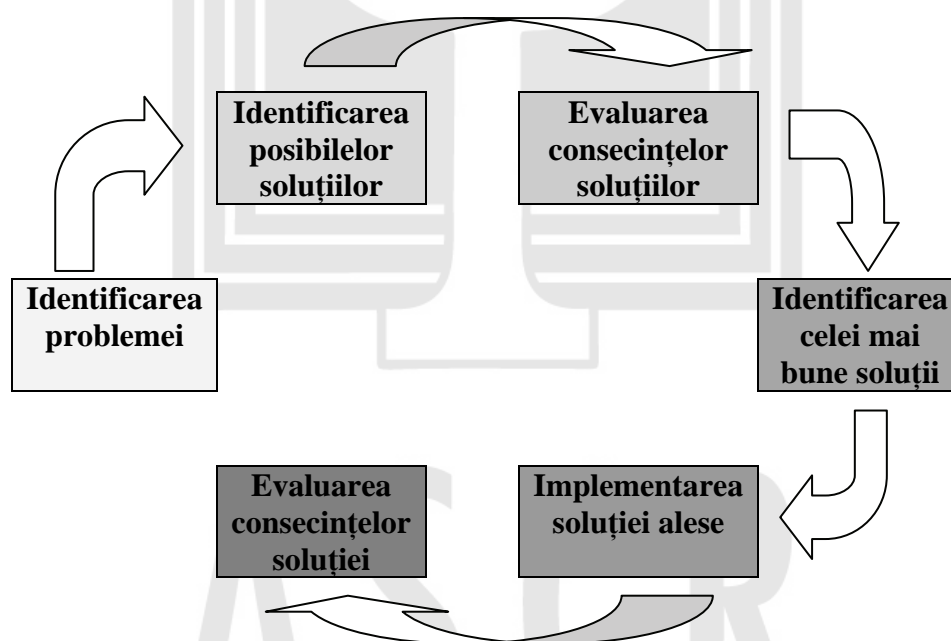 Identificarea
posibilelor
soluțiilor
Evaluarea
consecințelor
soluțiilor
Identificarea
problemei
Identificarea
celei mai
bune soluții
Evaluarea
consecințelor
soluției
Implementarea
soluției alese